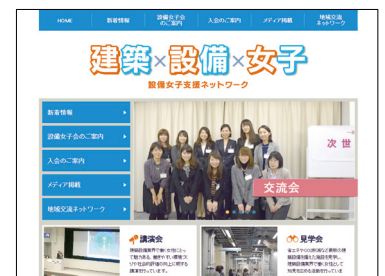 HOME
新着情報
設備女子会
のご案内
入会のご案内
メディア掲載
地域交流
ネットワーク
建築×設備×女子
設備女子支援ネットワーク
新着情報
設備女子会のご案内
入会のご案内
メディア掲載
地域交流ネットワーク
次世
交流会
講演会
見学会